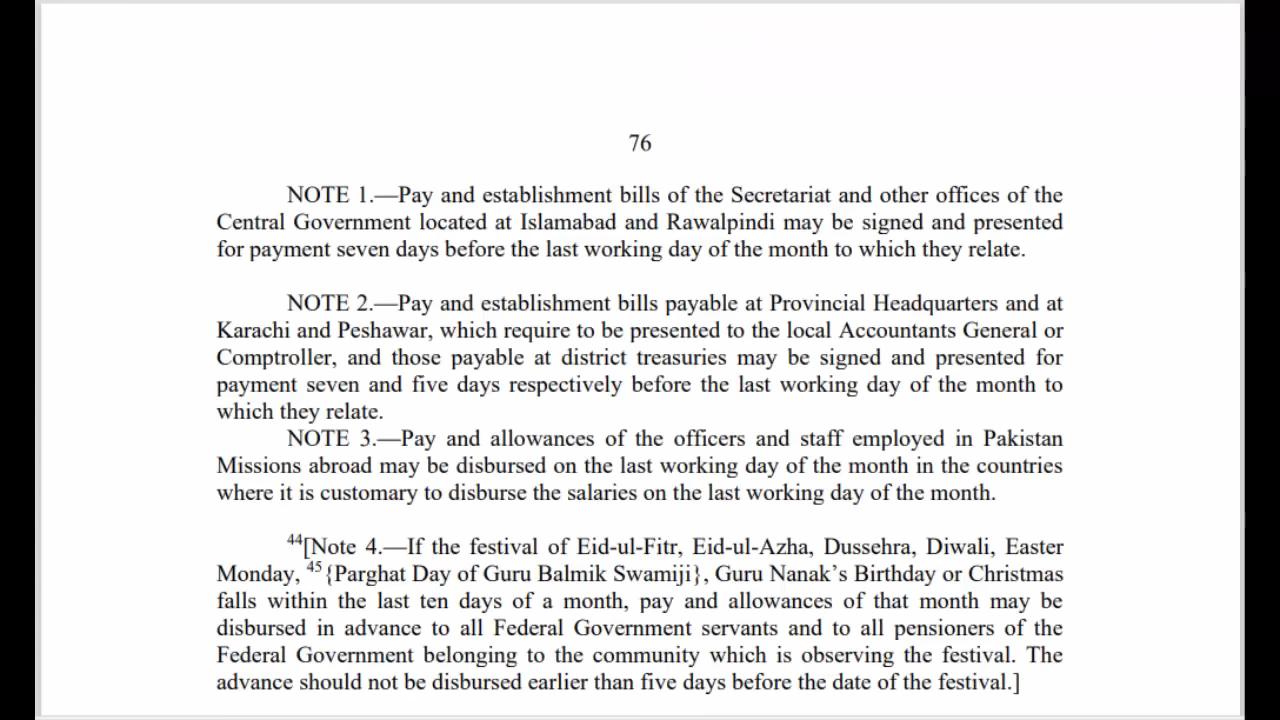 76
NOTE 1.—Pay and establishment bills of the Secretariat and other offices of the
Central Government located at Islamabad and Rawalpindi may be signed and presented
for payment seven days before the last working day of the month to which they relate.
NOTE 2.—Pay and establishment bills payable at Provincial Headquarters and at
Karachi and Peshawar, which require to be presented to the local Accountants General or
Comptroller, and those payable at district treasuries may be signed and presented for
payment seven and five days respectively before the last working day of the month to
which they relate.
NOTE 3.—Pay and allowances of the officers and staff employed in Pakistan
Missions abroad may be disbursed on the last working day of the month in the countries
where it is customary to disburse the salaries on the last working day of the month.
44[Note 4.—If the festival of Eid-ul-Fitr, Eid-ul-Azha, Dussehra, Diwali, Easter
Monday, 45{Parghat Day of Guru Balmik Swamiji}, Guru Nanak’s Birthday or Christmas
falls within the last ten days of a month, pay and allowances of that month may be
disbursed in advance to all Federal Government servants and to all pensioners of the
Federal Government belonging to the community which is observing the festival. The
advance should not be disbursed earlier than five days before the date of the festival.]